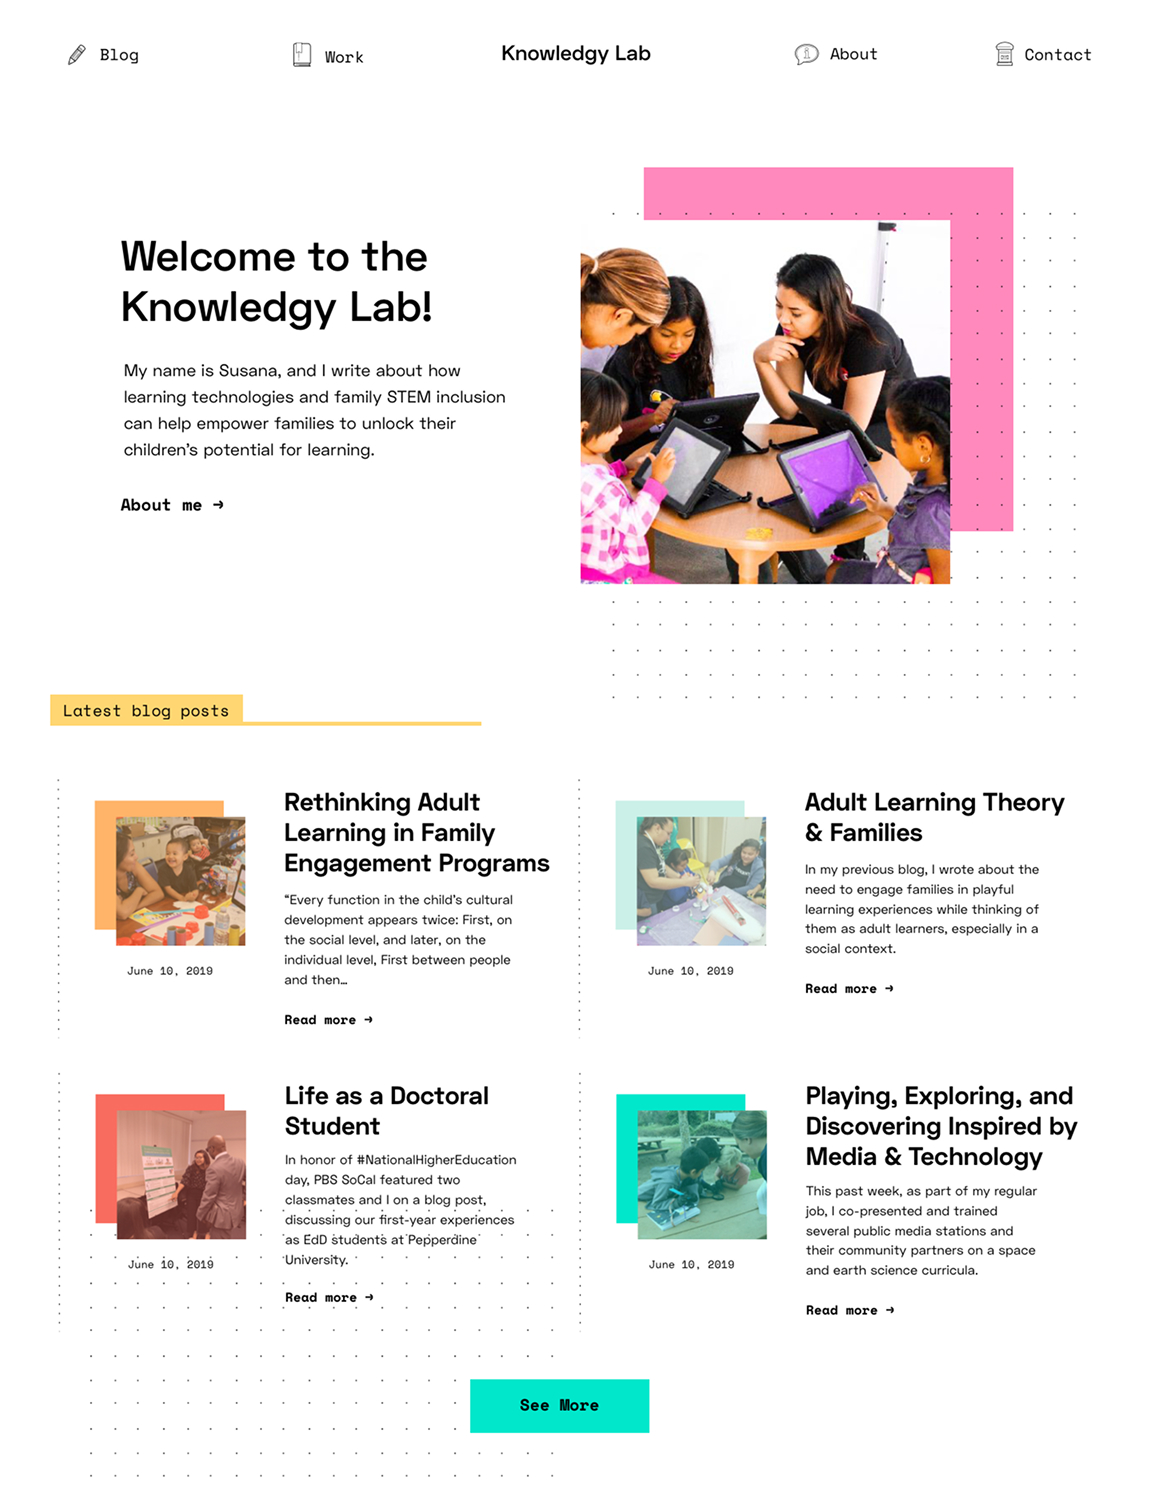 Blog
Work
Knowledgy Lab
About
Contact
Welcome to the
Knowledgy Lab!
My name is Susana, and I write about how
learning technologies and family STEM inclusion
can help empower families to unlock their
children's potential for learning.
About me →
Latest blog posts
Rethinking Adult
Learning in Family
Engagement Programs
“Every function in the child's cultural
development appears twice: First, on
the social level, and later, on the
individual level, First between people
and then…
Read more →
June 10, 2019
Adult Learning Theory
& Families
In my previous blog, I wrote about the
need to engage families in playful
learning experiences while thinking of
them as adult learners, especially in a
social context.
Read more →
June 10, 2019
Life as a Doctoral
Student
In honor of #NationalHigherEducation
day, PBS SoCal featured two
classmates and I on a blog post,
discussing our first-year experiences
as EdD students at Pepperdine
University.
Read more →
June 10, 2019
Playing, Exploring, and
Discovering Inspired by
Media & Technology
This past week, as part of my regular
job, I co-presented and trained
several public media stations and
their community partners on a space
and earth science curricula.
Read more →
June 10, 2019
See More